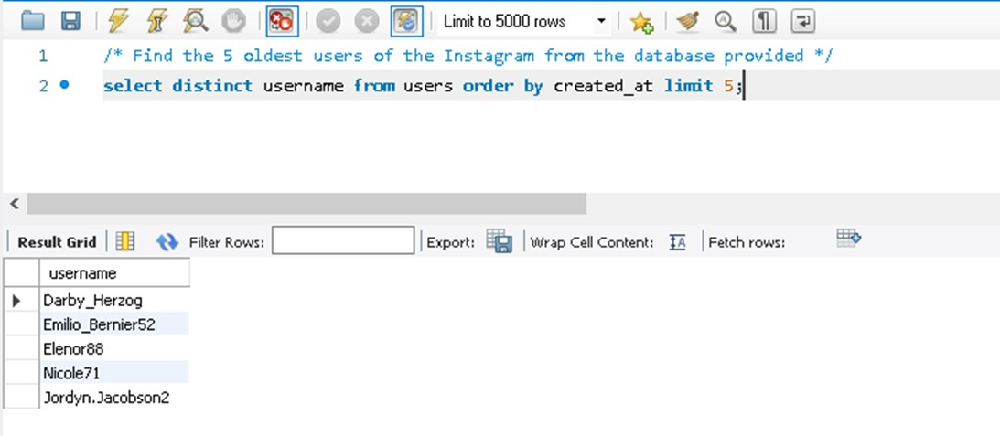 Limit to 5000 rows
1 /* Find the 5 oldest users of the Instagram from the database provided */
2 select distinct username from users order by created_at limit 5;
Result Grid Filter Rows: Export: Wrap Cell Content: Fetch rows:
username
Darby_Herzog
Emilio_Bernier52
Elenor88
Nicole71
Jordyn.Jacobson2